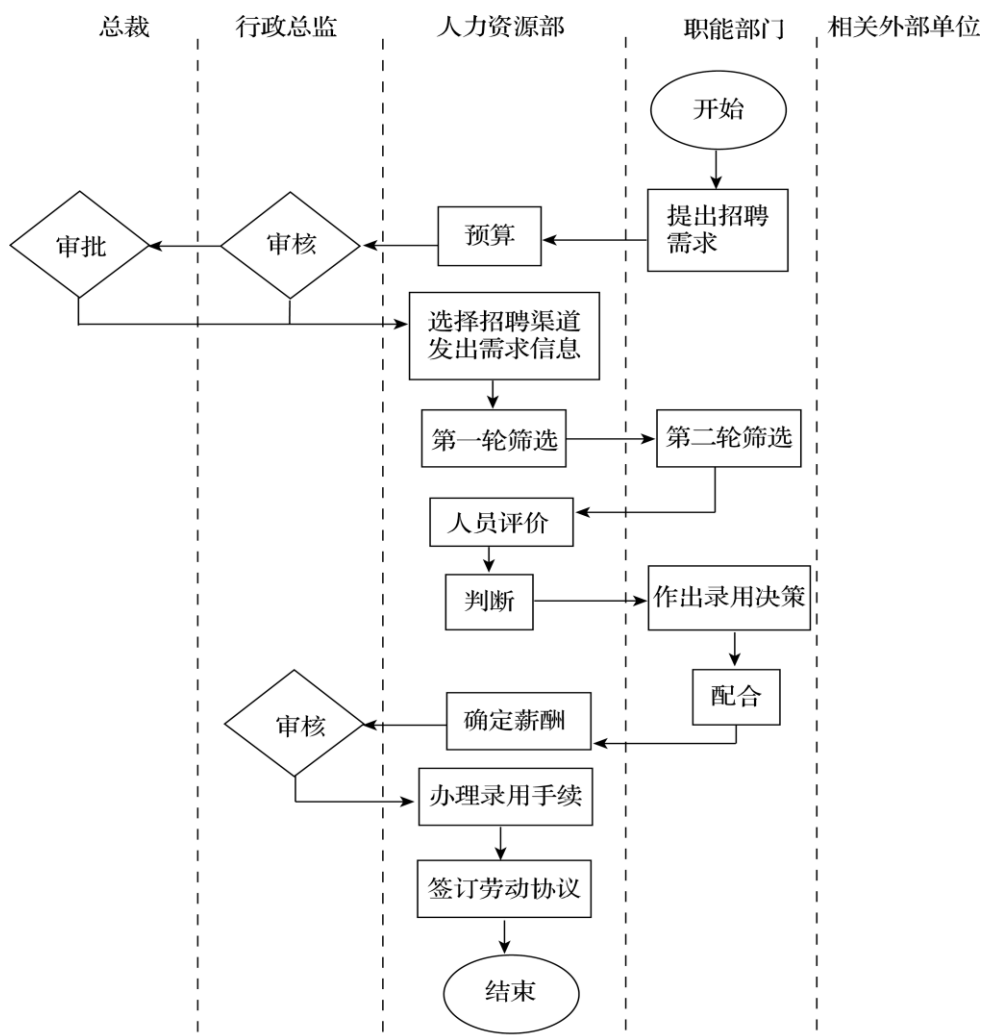 总裁
行政总监
人力资源部
职能部门
相关外部单位
开始
提出招聘
需求
预算
审核
审批
选择招聘渠道
发出需求信息
第一轮筛选
第二轮筛选
人员评价
判断
作出录用决策
配合
确定薪酬
审核
办理录用手续
签订劳动协议
结束